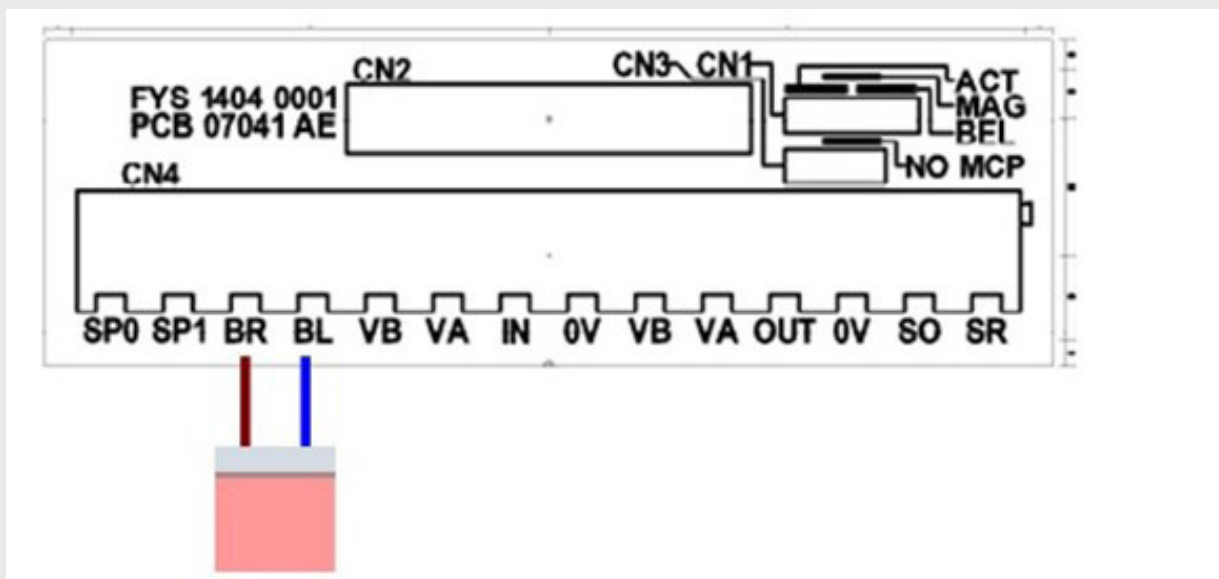 CN2
CN3 CN1
ACT
FYS 1404 0001
MAG
PCB 07041 AE
BEL
NO MCP
CN4
SP0 SP1 BR BL VB VA IN 0V VB VA OUT 0V SO SR